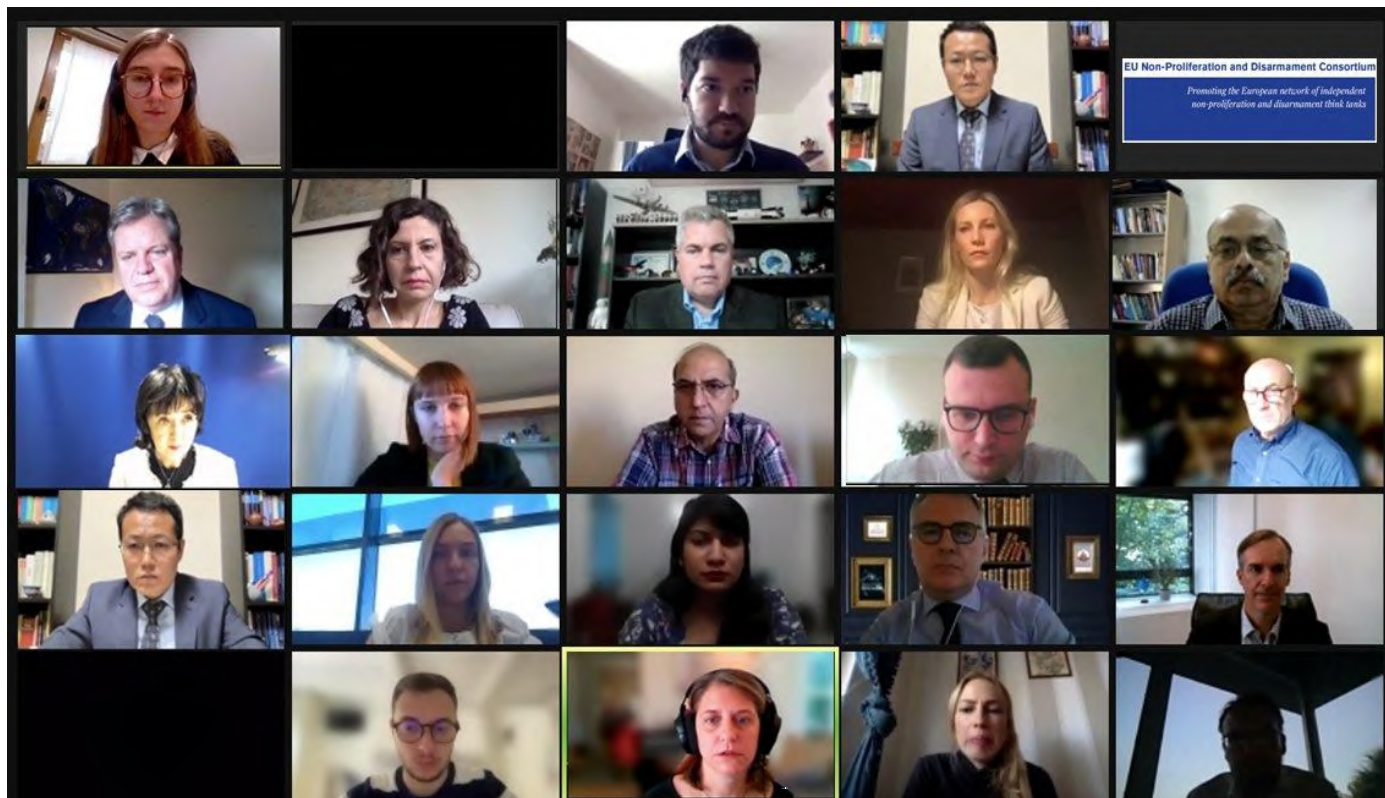 EU Non-Proliferation and Disarmament Consortium
Promoting the European network of independent
non-proliferation and disarmament think tanks